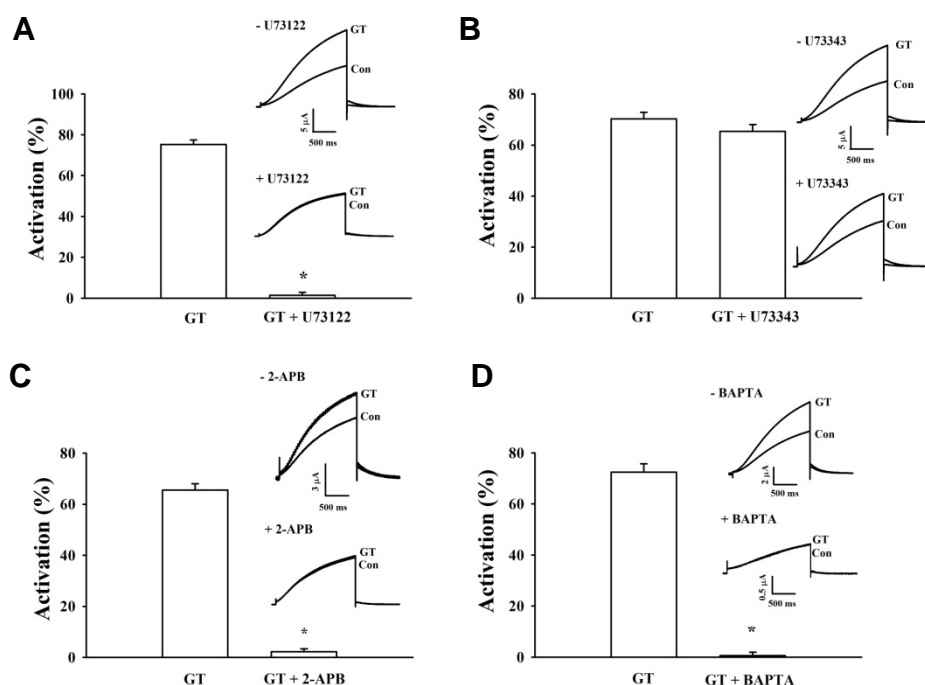 A
- U73122
GT
Con
5 µA
500 ms
+ U73122
GT
Con
Activation (%)
100
80
60
40
20
0
*
GT
GT + U73122
B
- U73343
GT
Con
5 µA
500 ms
+ U73343
GT
Con
Activation (%)
80
60
40
20
0
GT
GT + U73343
C
- 2-APB
GT
Con
3 µA
500 ms
+ 2-APB
GT
Con
Activation (%)
80
60
40
20
0
*
GT
GT + 2-APB
D
- BAPTA
GT
Con
2 µA
500 ms
+ BAPTA
GT
Con
0.5 µA
500 ms
Activation (%)
80
60
40
20
0
*
GT
GT + BAPTA